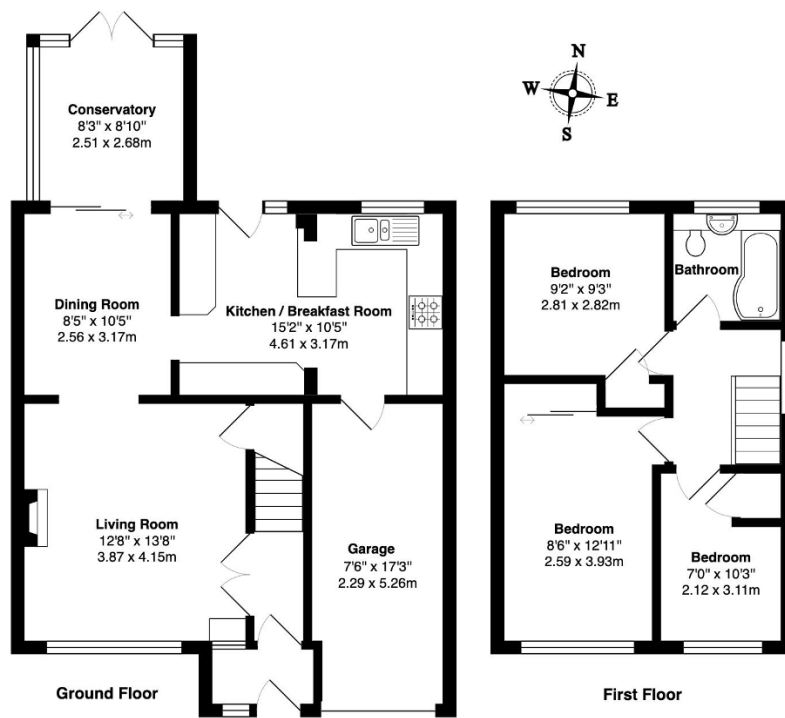 Conservatory
8'3" x 8'10"
2.51 x 2.68m
N
W
E
S
Dining Room
8'5" x 10'5"
2.56 x 3.17m
Kitchen / Breakfast Room
15'2" x 10'5"
4.61 x 3.17m
Living Room
12'8" x 13'8"
3.87 x 4.15m
Garage
7'6" x 17'3"
2.29 x 5.26m
Ground Floor
Bedroom
9'2" x 9'3"
2.81 x 2.82m
Bathroom
Bedroom
8'6" x 12'11"
2.59 x 3.93m
Bedroom
7'0" x 10'3"
2.12 x 3.11m
First Floor